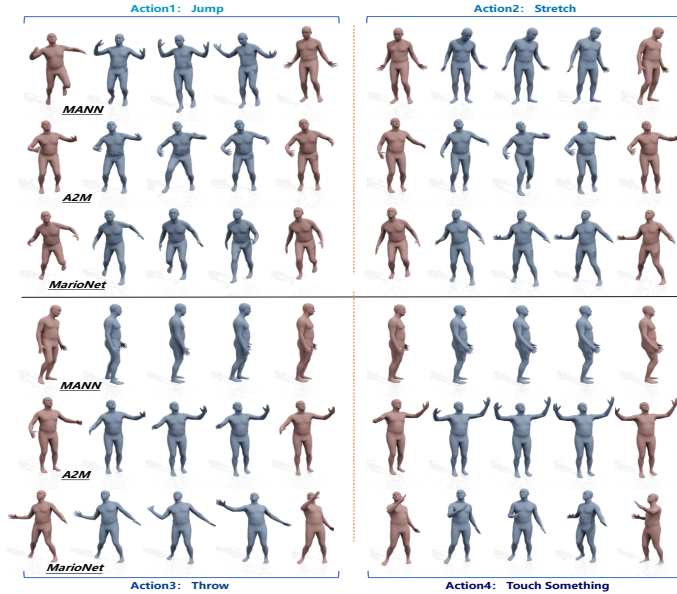 Action1: Jump
Action2: Stretch
MANN
A2M
MarioNet
MANN
A2M
MarioNet
Action3: Throw
Action4: Touch Something